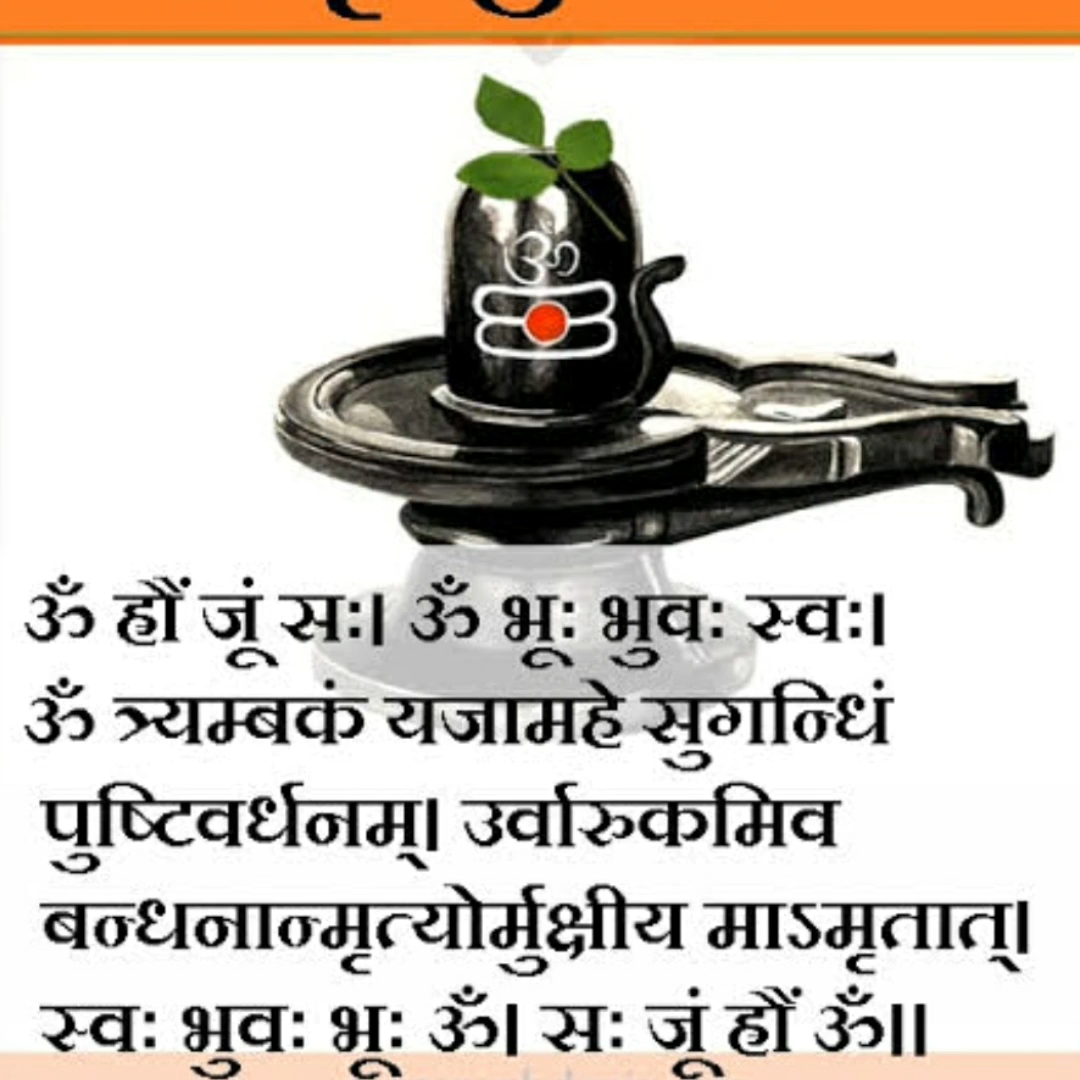 ॐ
ॐ ह्रौं जूं सः। ॐ भूः भुवः स्वः।
ॐ त्र्यम्बकं यजामहे सुगन्धिं
पुष्टिवर्धनम्। उर्वारुकमिव
बन्धनान्मृत्योर्मुक्षीय माऽमृतात्।
स्वः भुवः भूः ॐ। सः जूं ह्रौं ॐ॥